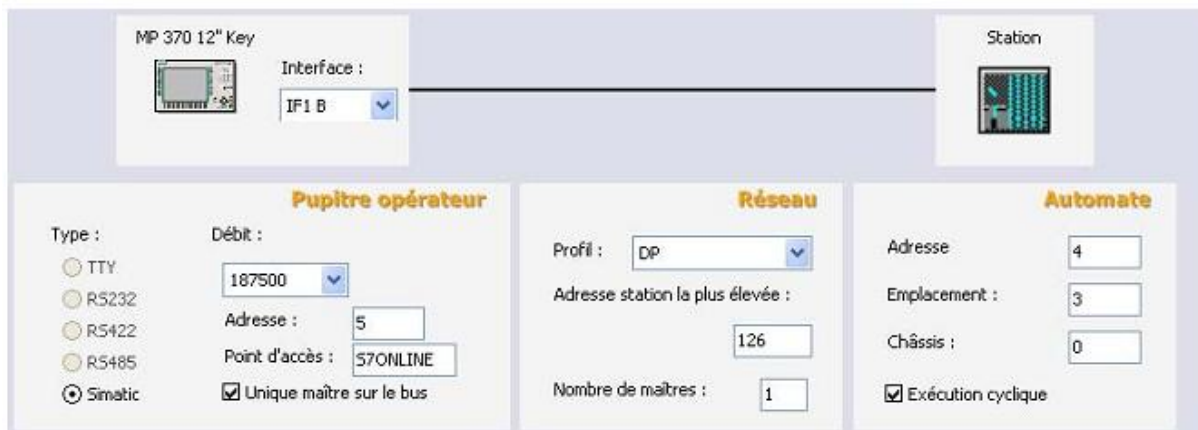 MP 370 12" Key
Interface :
IF1 B
Station
Pupitre opérateur
Type :
TTY
RS232
RS422
RS485
Simatic
Débit :
187500
Adresse : 5
Point d'accès : S7ONLINE
Unique maître sur le bus
Réseau
Profil : DP
Adresse station la plus élevée :
126
Nombre de maîtres : 1
Automate
Adresse 4
Emplacement : 3
Châssis : 0
Exécution cyclique